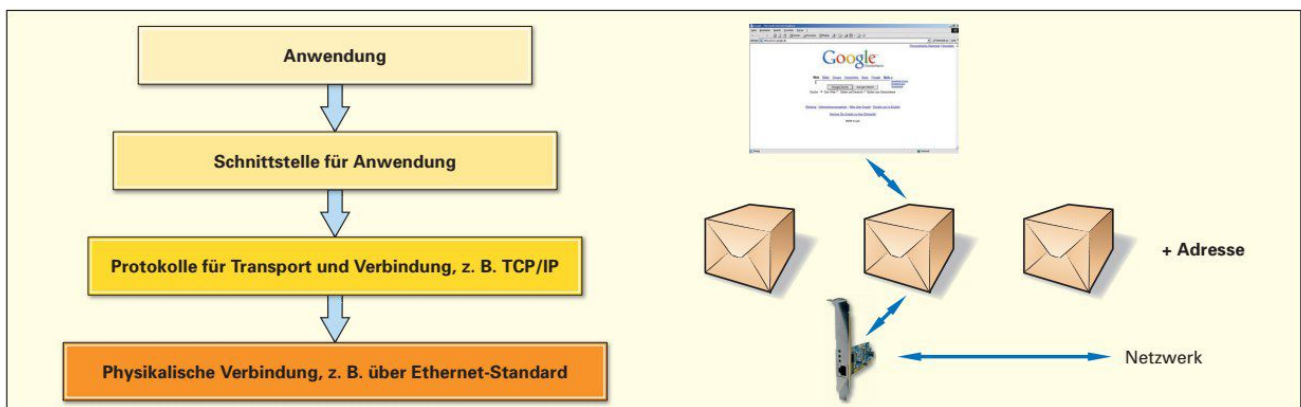 Anwendung
Schnittstelle für Anwendung
Protokolle für Transport und Verbindung, z. B. TCP/IP
Physikalische Verbindung, z. B. über Ethernet-Standard
Google
+ Adresse
Netzwerk